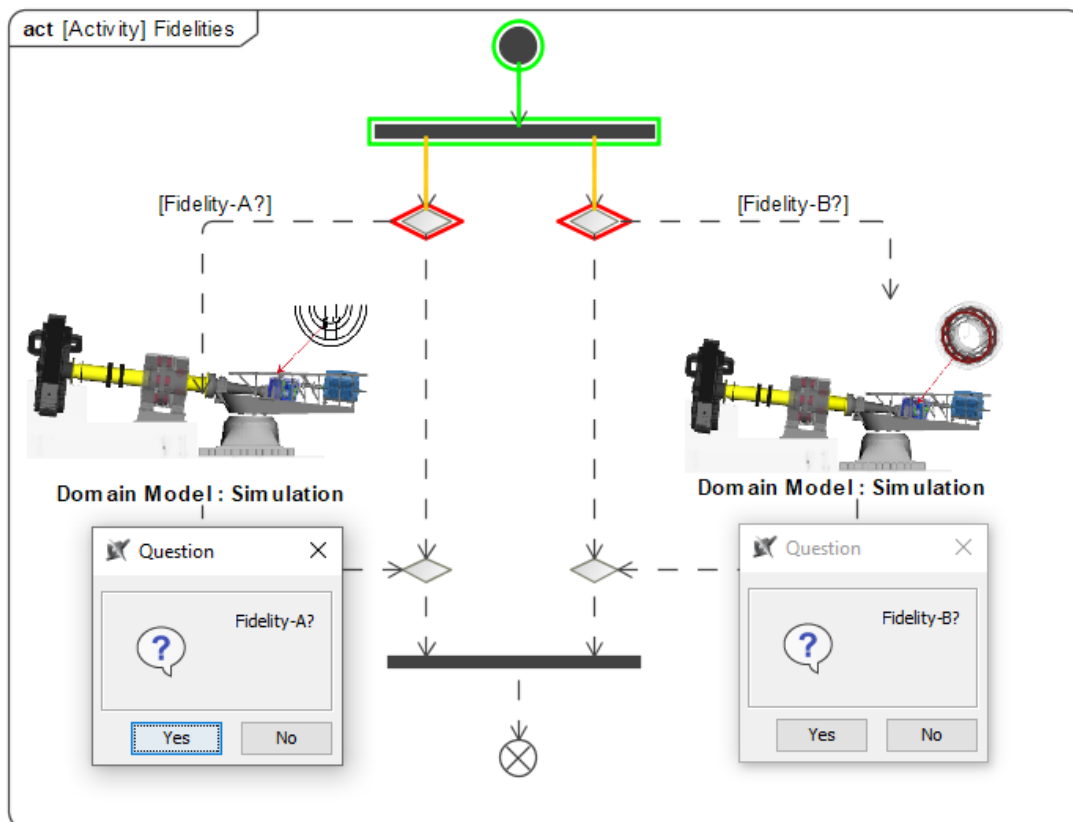 act [Activity] Fidelities
[Fidelity-A?]
[Fidelity-B?]
Domain Model : Simulation
Domain Model : Simulation
Question
Fidelity-A?
Yes No
Question
Fidelity-B?
Yes No